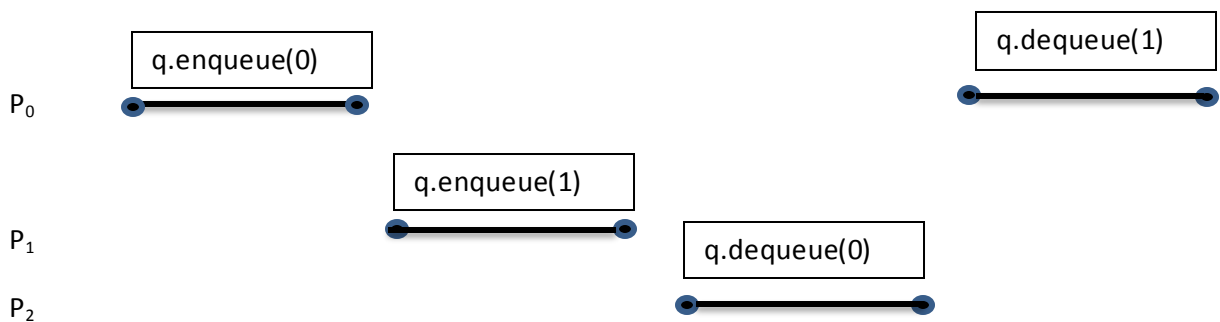 q.enqueue(0)
q.dequeue(1)
P₀
q.enqueue(1)
P₁
q.dequeue(0)
P₂